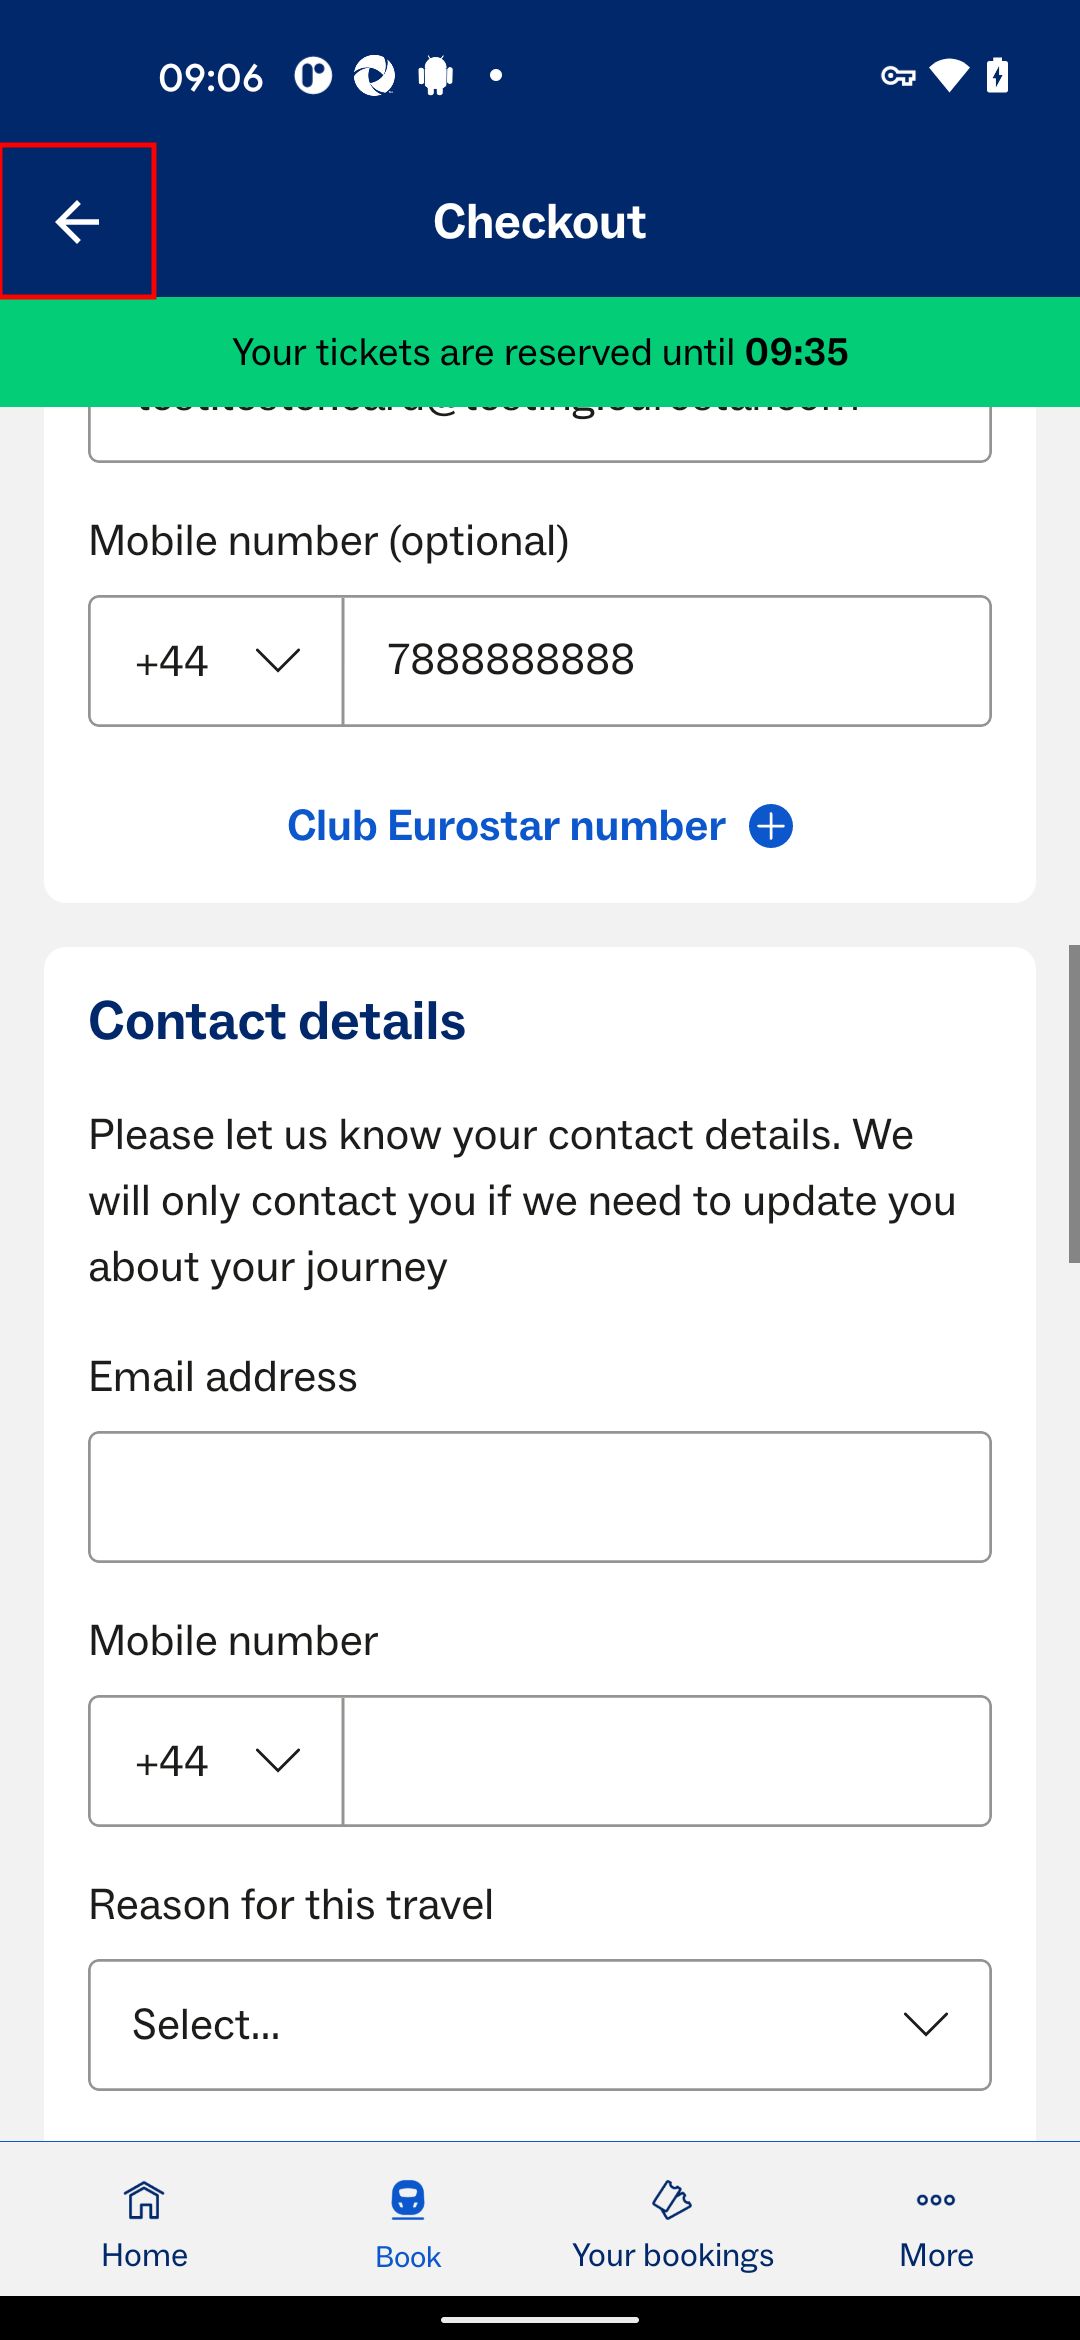 09:06
Checkout
Your tickets are reserved until 09:35
Mobile number (optional)
+44
7888888888
Club Eurostar number
Contact details
Please let us know your contact details. We
will only contact you if we need to update you
about your journey
Email address
Mobile number
+44
Reason for this travel
Select...
Home
Book
Your bookings
More